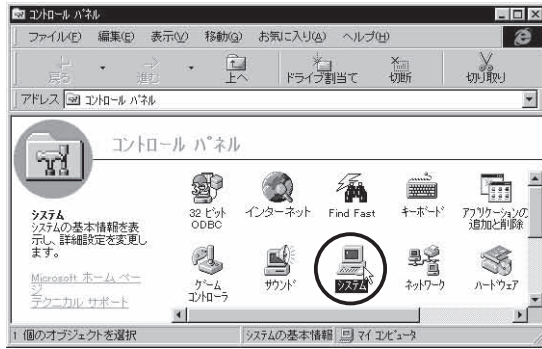 コントロール パネル
ファイル(F) 編集(E) 表示(V) 移動(G) お気に入り(A) ヘルプ(H)
戻る 進む 上へ ドライブ割当て 切断 切り取り
アドレス コントロール パネル
コントロール パネル
システム
システムの基本情報を表
示し、詳細設定を変更し
ます。
Microsoft ホーム ペー
ジ
テクニカル サポート
32 ビット
ODBC
インターネット
Find Fast
キーボード
アプリケーションの
追加と削除
ゲーム
コントローラ
サウンド
システム
ネットワーク
ハードウェア
1 個のオブジェクトを選択 システムの基本情報 マイ コンピュータ